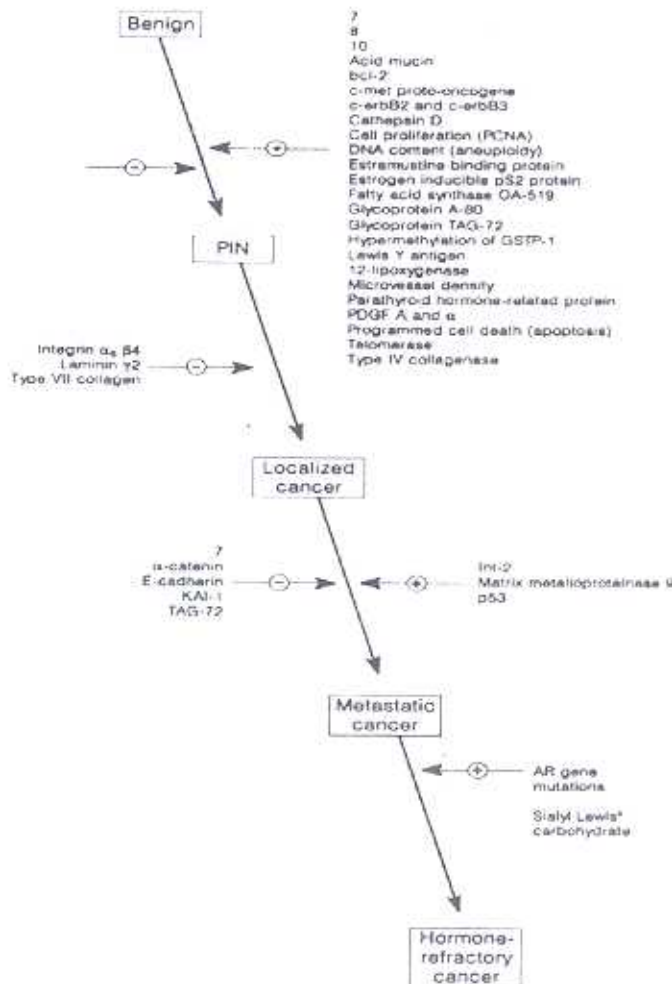 Benign
7
8
10
Acid mucin
bcl-2
c-met proto-oncogene
c-erbB2 and c-erbB3
Cathepsin D
Cell proliferation (PCNA)
DNA content (aneuploidy)
Estramustine binding protein
Estrogen inducible pS2 protein
Fatty acid synthase OA-519
Glycoprotein A-80
Glycoprotein TAG-72
Hypermethylation of GSTP-1
Lewis Y antigen
12-lipoxygenase
Microvessel density
Parathyroid hormone-related protein
PDGF A and α
Programmed cell death (apoptosis)
Telomerase
Type IV collagenase
−
+
PIN
Integrin α₆ β4
Laminin γ2
Type VII collagen
−
Localized
cancer
7
α-catenin
E-cadherin
KAI-1
TAG-72
−
+
Int-2
Matrix metalloproteinase 9
p53
Metastatic
cancer
+
AR gene
mutations
Sialyl Lewisˣ
carbohydrate
Hormone-
refractory
cancer